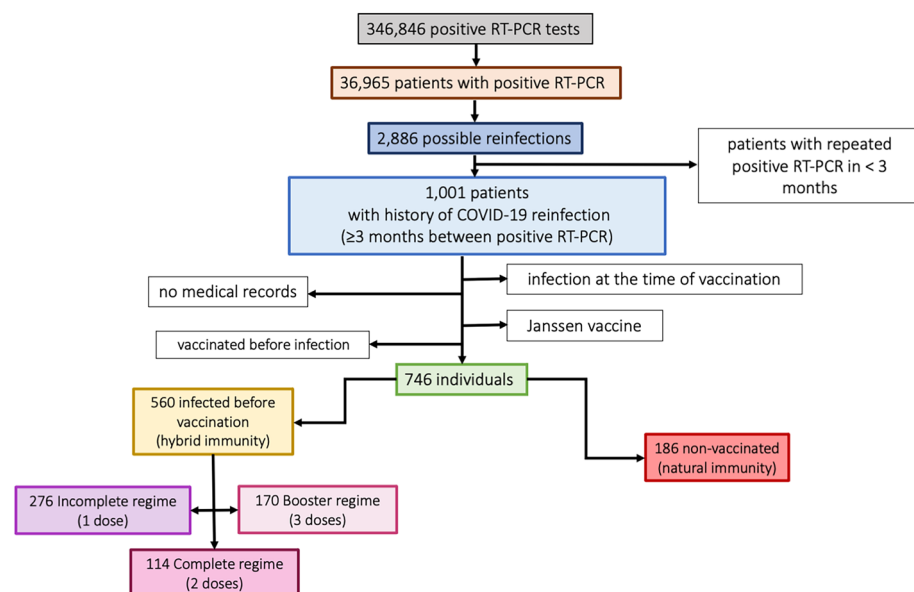 346,846 positive RT-PCR tests
36,965 patients with positive RT-PCR
2,886 possible reinfections
patients with repeated
positive RT-PCR in < 3
months
1,001 patients
with history of COVID-19 reinfection
(≥3 months between positive RT-PCR)
infection at the time of vaccination
no medical records
Janssen vaccine
vaccinated before infection
746 individuals
560 infected before
vaccination
(hybrid immunity)
186 non-vaccinated
(natural immunity)
276 Incomplete regime
(1 dose)
170 Booster regime
(3 doses)
114 Complete regime
(2 doses)